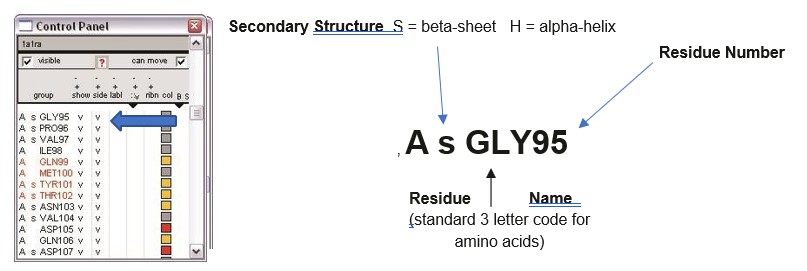 Control Panel
1a1ra
visible ? can move
- - - - -
+ + + + +
group show side labl ::v ribn col B S
A s GLY95 v v
A s PRO96 v v
A s VAL97 v v
A ILE98 v v
A GLN99 v v
A MET100 v v
A s TYR101 v v
A s THR102 v v
A s ASN103 v v
A s VAL104 v v
A ASP105 v v
A GLN106 v v
A s ASP107 v v
Secondary Structure S = beta-sheet H = alpha-helix
Residue Number
, A s GLY95
Residue Name
(standard 3 letter code for
amino acids)